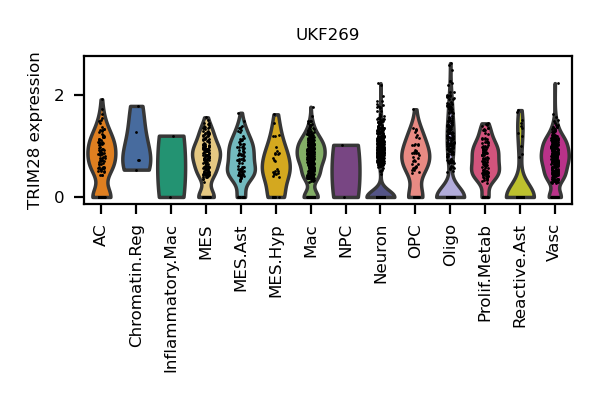 UKF269
TRIM28 expression
2
0
AC
Chromatin.Reg
Inflammatory.Mac
MES
MES.Ast
MES.Hyp
Mac
NPC
Neuron
OPC
Oligo
Prolif.Metab
Reactive.Ast
Vasc